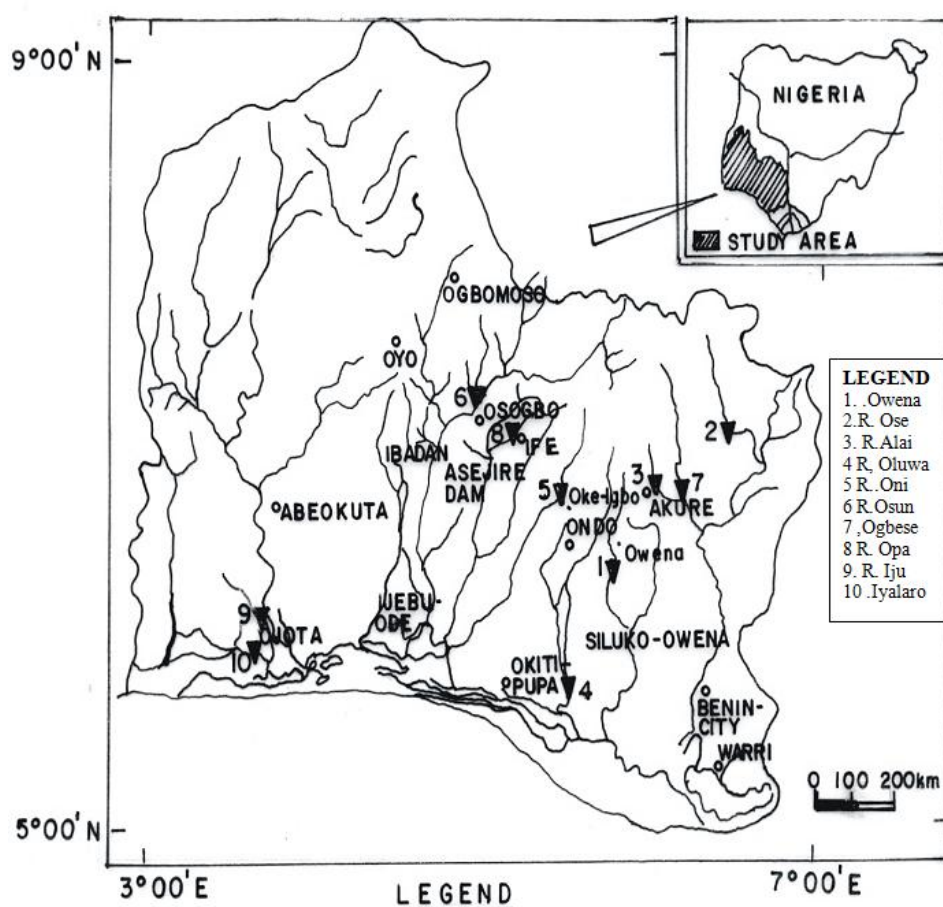 9°00'N
NIGERIA
STUDY AREA
OGBOMOSO
OYO
6
OSOGBO
8
IFE
2
IBADAN
ASEJIRE
DAM
5
Oke-Igbo
3
7
AKURE
ABEOKUTA
ONDO
Owena
1
9
OJOTA
10
IJEBU-
ODE
SILUKO-OWENA
OKITI-
PUPA
4
BENIN-
CITY
WARRI
LEGEND
1. .Owena
2.R. Ose
3. R.Alai
4 R, Oluwa
5 R..Oni
6 R.Osun
7 ,Ogbese
8 R. Opa
9. R. Iju
10 .Iyalaro
0 100 200km
5°00'N
3°00'E
7°00'E
LEGEND